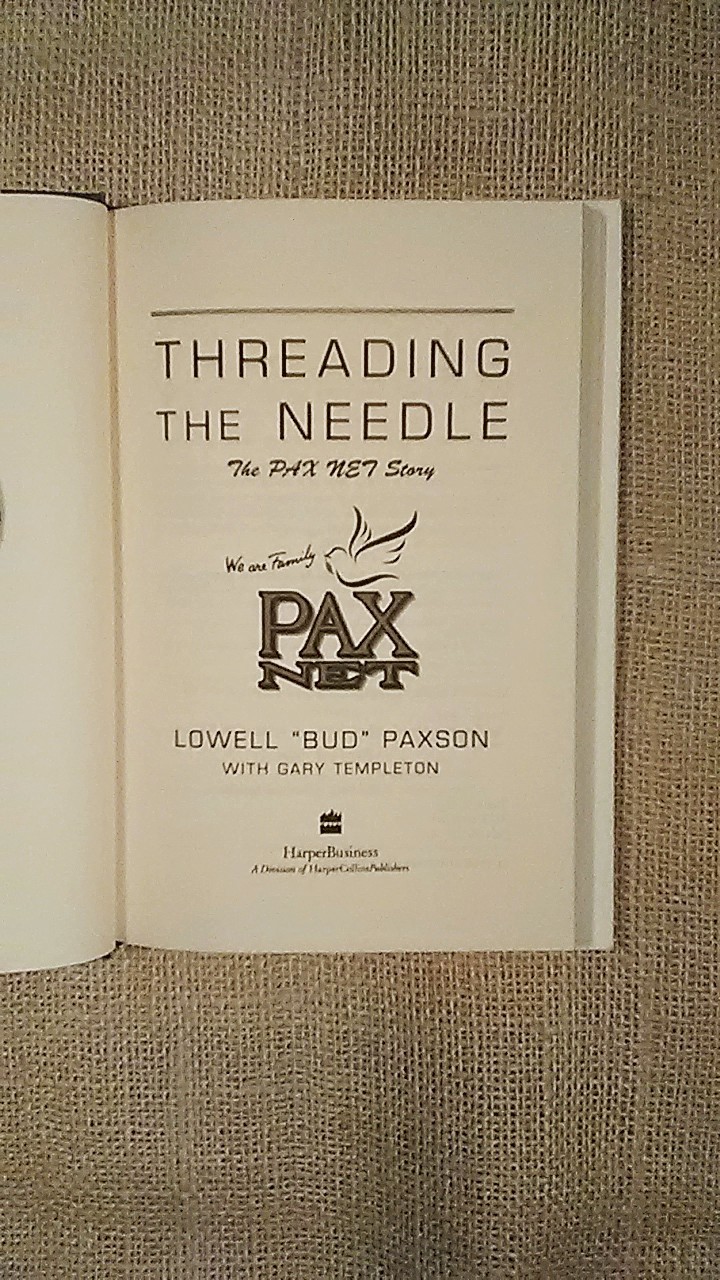 THREADING
THE NEEDLE
The PAX NET Story
We are Family
PAX
NET
LOWELL "BUD" PAXSON
WITH GARY TEMPLETON
HarperBusiness
A Division of HarperCollinsPublishers